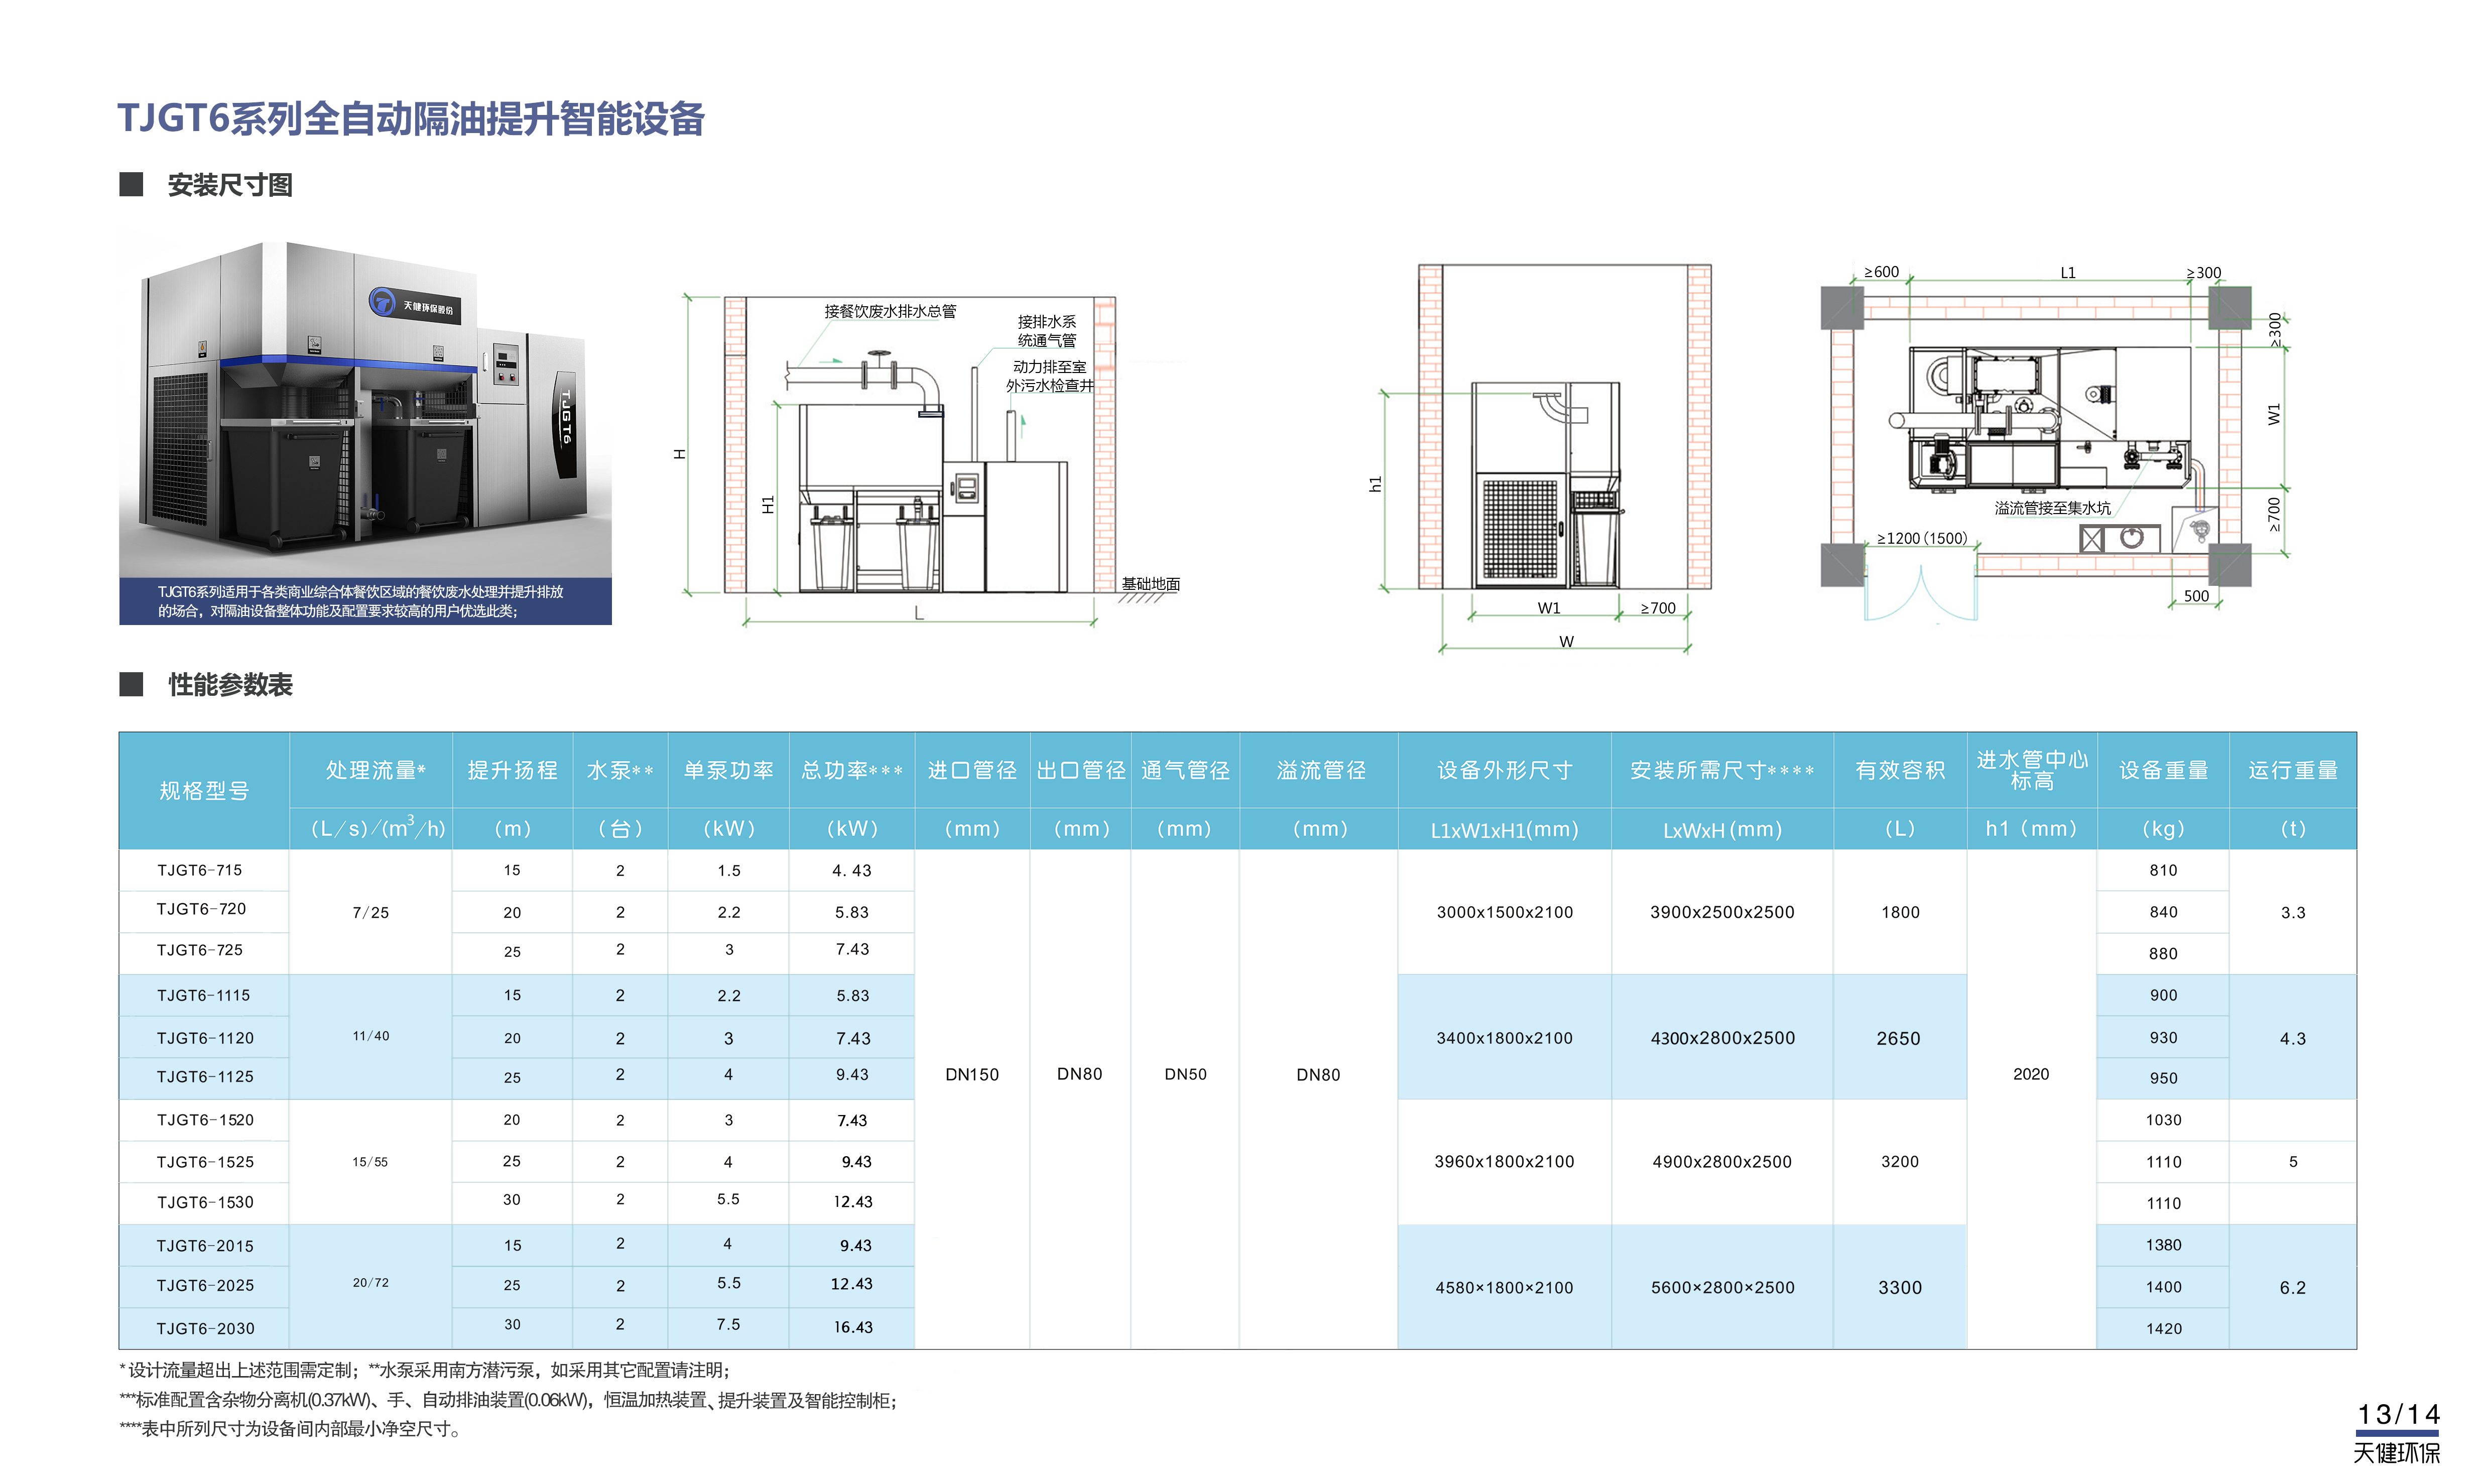 TJGT6系列全自动隔油提升智能设备
安装尺寸图
天健环保股份
TJGT6
TJGT6系列适用于各类商业综合体餐饮区域的餐饮废水处理并提升排放
的场合，对隔油设备整体功能及配置要求较高的用户优选此类；
接餐饮废水排水总管
接排水系
统通气管
动力排至室
外污水检查井
H
H1
L
基础地面
h1
W1
≥700
W
≥600
L1
≥300
≥300
W1
≥700
溢流管接至集水坑
≥1200(1500)
500
性能参数表
规格型号 处理流量* 提升扬程 水泵** 单泵功率 总功率*** 进口管径 出口管径 通气管径 溢流管径 设备外形尺寸 安装所需尺寸**** 有效容积 进水管中心标高 设备重量 运行重量
(L/s)/(m³/h) (m) (台) (kW) (kW) (mm) (mm) (mm) (mm) L1xW1xH1(mm) LxWxH(mm) (L) h1(mm) (kg) (t)
TJGT6-715 15 2 1.5 4.43 810
TJGT6-720 7/25 20 2 2.2 5.83 3000x1500x2100 3900x2500x2500 1800 840 3.3
TJGT6-725 25 2 3 7.43 880
TJGT6-1115 15 2 2.2 5.83 900
TJGT6-1120 11/40 20 2 3 7.43 3400x1800x2100 4300x2800x2500 2650 930 4.3
TJGT6-1125 25 2 4 9.43 DN150 DN80 DN50 DN80 2020 950
TJGT6-1520 20 2 3 7.43 1030
TJGT6-1525 15/55 25 2 4 9.43 3960x1800x2100 4900x2800x2500 3200 1110 5
TJGT6-1530 30 2 5.5 12.43 1110
TJGT6-2015 15 2 4 9.43 1380
TJGT6-2025 20/72 25 2 5.5 12.43 4580×1800×2100 5600×2800×2500 3300 1400 6.2
TJGT6-2030 30 2 7.5 16.43 1420
*设计流量超出上述范围需定制；**水泵采用南方潜污泵，如采用其它配置请注明；
***标准配置含杂物分离机(0.37kW)、手、自动排油装置(0.06kW)，恒温加热装置、提升装置及智能控制柜；
****表中所列尺寸为设备间内部最小净空尺寸。
13/14
天健环保